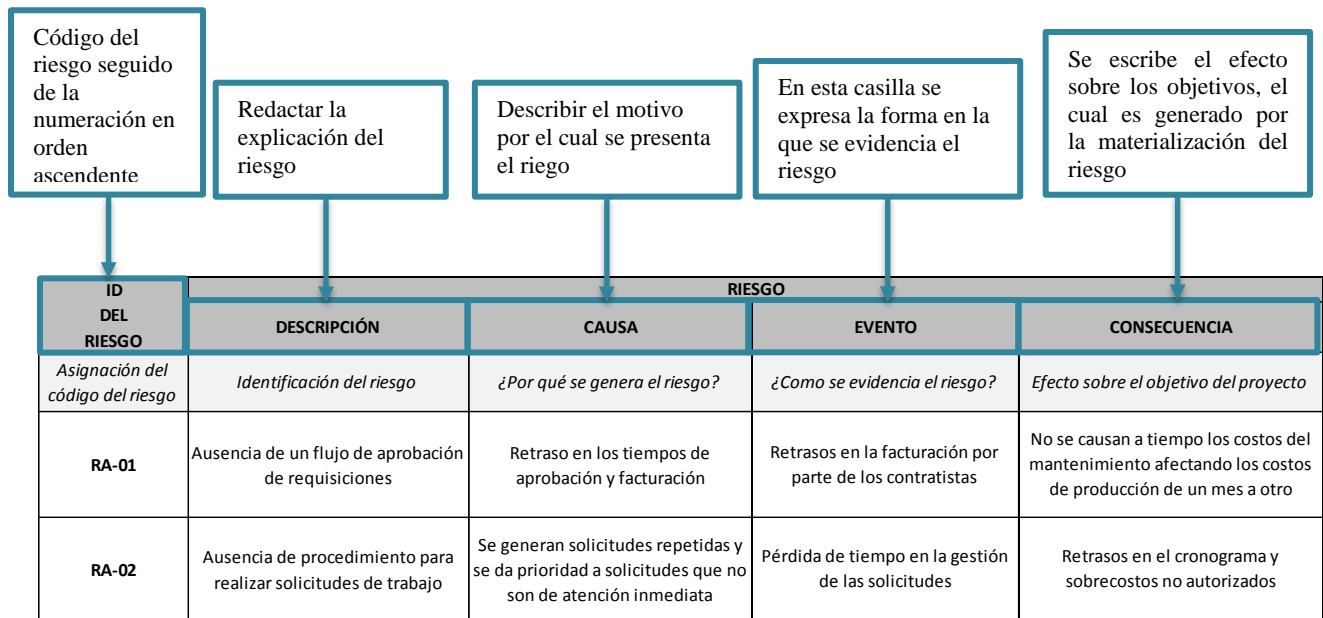 Código del
riesgo seguido
de la
numeración en
orden
ascendente
Redactar la
explicación del
riesgo
Describir el motivo
por el cual se presenta
el riego
En esta casilla se
expresa la forma en la
que se evidencia el
riesgo
Se escribe el efecto
sobre los objetivos, el
cual es generado por
la materialización del
riesgo
ID
DEL
RIESGO
RIESGO
DESCRIPCIÓN
CAUSA
EVENTO
CONSECUENCIA
Asignación del
código del riesgo
Identificación del riesgo
¿Por qué se genera el riesgo?
¿Como se evidencia el riesgo?
Efecto sobre el objetivo del proyecto
RA-01
Ausencia de un flujo de aprobación
de requisiciones
Retraso en los tiempos de
aprobación y facturación
Retrasos en la facturación por
parte de los contratistas
No se causan a tiempo los costos del
mantenimiento afectando los costos
de producción de un mes a otro
RA-02
Ausencia de procedimiento para
realizar solicitudes de trabajo
Se generan solicitudes repetidas y
se da prioridad a solicitudes que no
son de atención inmediata
Pérdida de tiempo en la gestión
de las solicitudes
Retrasos en el cronograma y
sobrecostos no autorizados